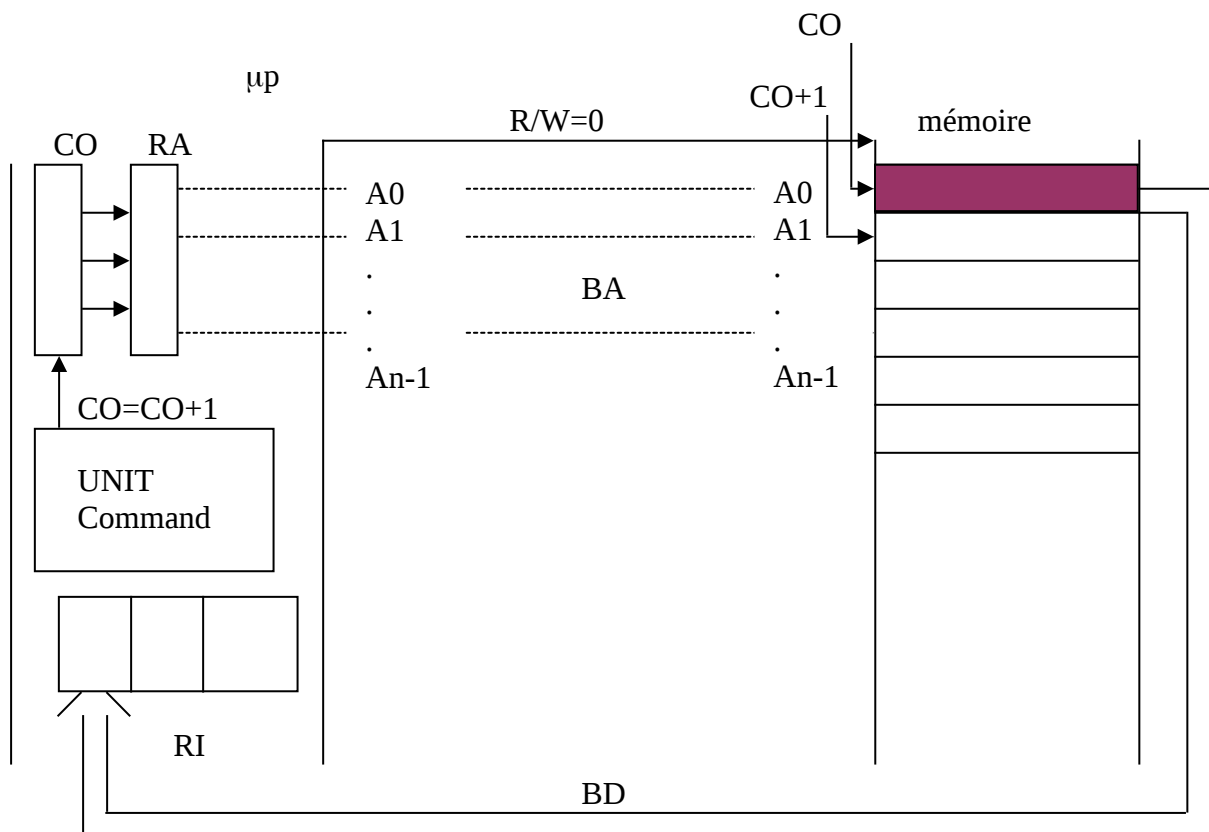 CO
μp
CO+1
R/W=0
mémoire
CO
RA
A0
A0
A1
A1
.
.
BA
.
.
.
.
An-1
An-1
CO=CO+1
UNIT
Command
RI
BD